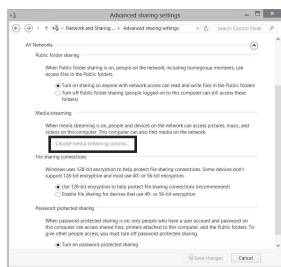 Advanced sharing settings
Network and Sharing ... Advanced sharing settings
Search Control Panel
All Networks
Public folder sharing
When Public folder sharing is on, people on the network, including homegroup members, can
access files in the Public folders.
Turn on sharing so anyone with network access can read and write files in the Public folders
Turn off Public folder sharing (people logged on to this computer can still access these
folders)
Media streaming
When media streaming is on, people and devices on the network can access pictures, music, and
videos on this computer. This computer can also find media on the network.
Choose media streaming options...
File sharing connections
Windows uses 128-bit encryption to help protect file sharing connections. Some devices don't
support 128-bit encryption and must use 40- or 56-bit encryption.
Use 128-bit encryption to help protect file sharing connections (recommended)
Enable file sharing for devices that use 40- or 56-bit encryption
Password protected sharing
When password protected sharing is on, only people who have a user account and password on
this computer can access shared files, printers attached to this computer, and the Public folders. To
give other people access, you must turn off password protected sharing.
Turn on password protected sharing
Save changes
Cancel